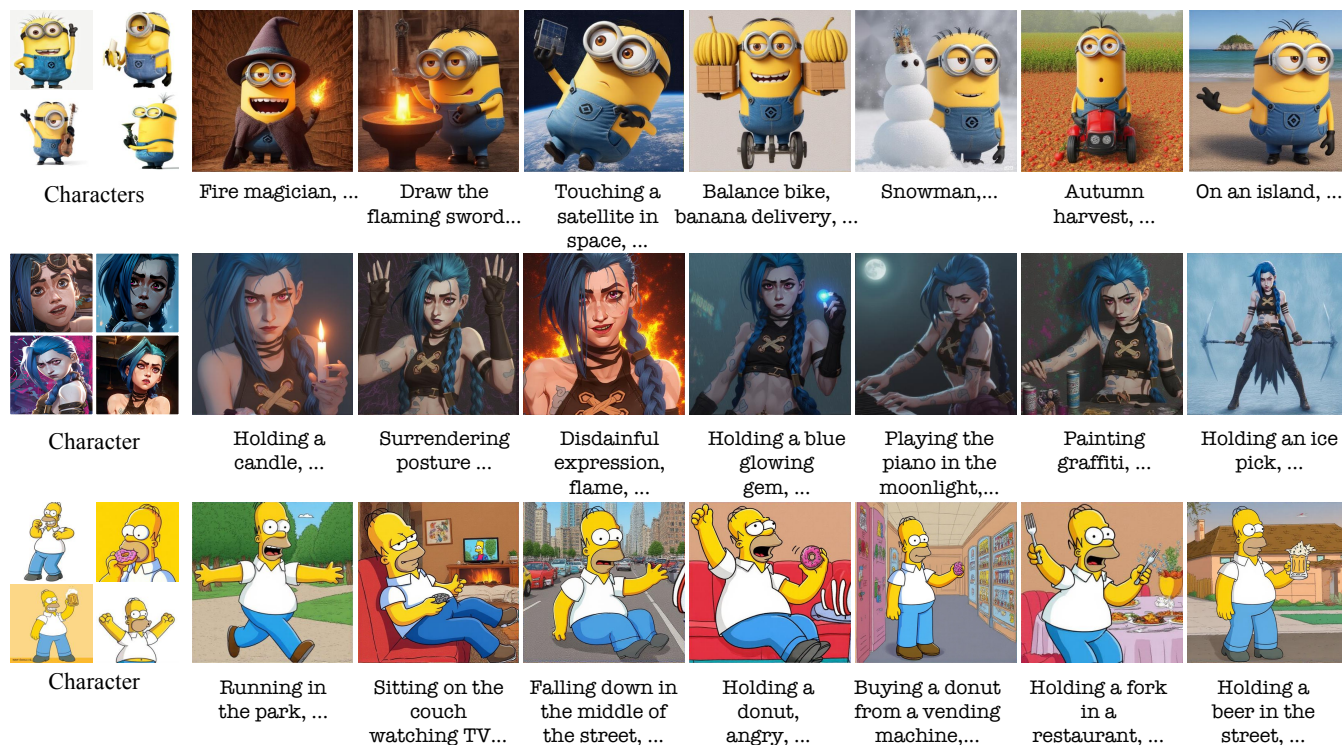 Characters
Fire magician, ...
Draw the
flaming sword...
Touching a
satellite in
space, ...
Balance bike,
banana delivery, ...
Snowman,...
Autumn
harvest, ...
On an island, ...
Character
Holding a
candle, ...
Surrendering
posture ...
Disdainful
expression,
flame, ...
Holding a blue
glowing
gem, ...
Playing the
piano in the
moonlight,...
Painting
graffiti, ...
Holding an ice
pick, ...
Character
Running in
the park, ...
Sitting on the
couch
watching TV...
Falling down in
the middle of
the street, ...
Holding a
donut,
angry, ...
Buying a donut
from a vending
machine,...
Holding a fork
in a
restaurant, ...
Holding a
beer in the
street, ...